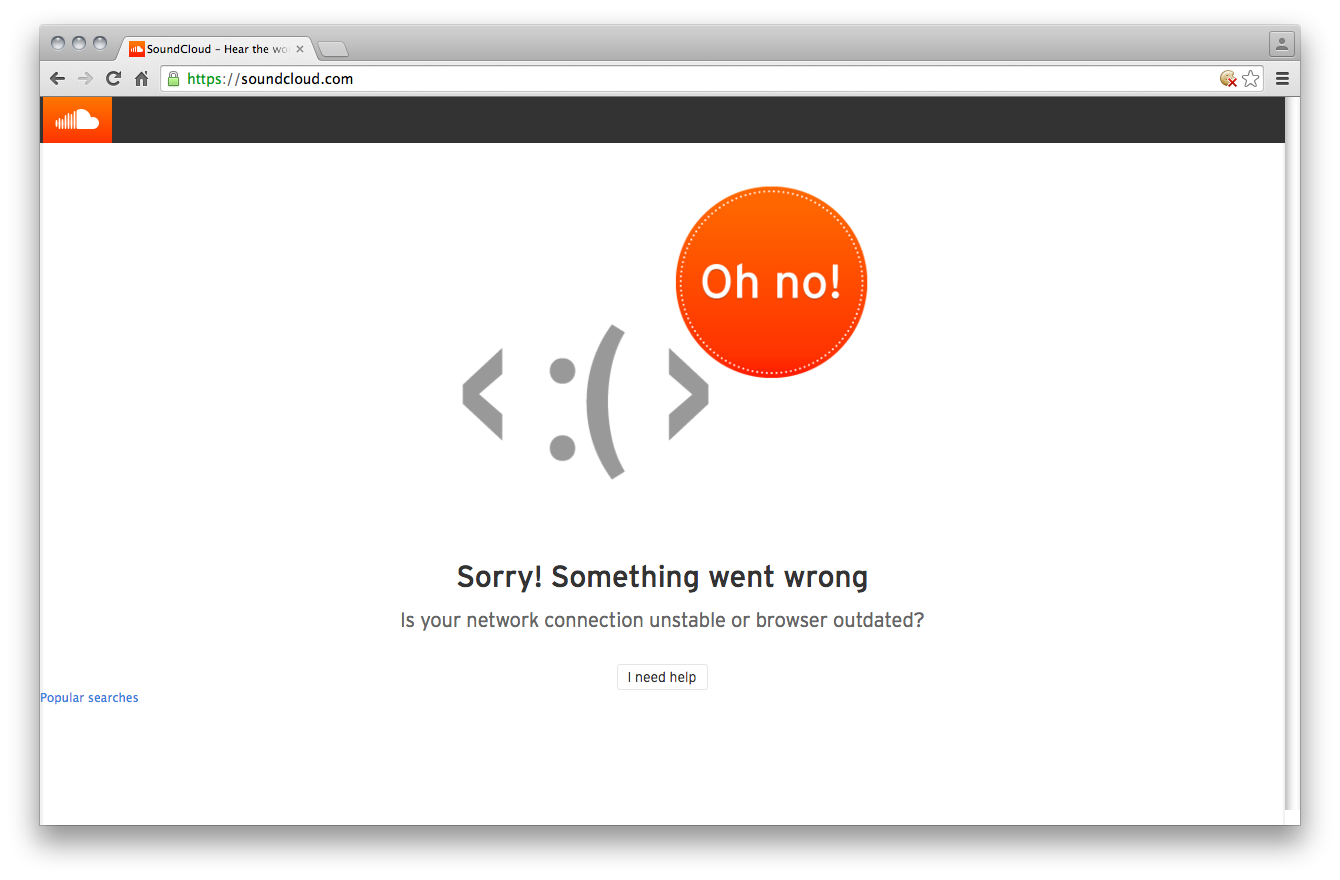 SoundCloud – Hear the wo
https://soundcloud.com
Oh no!
< :( >
Sorry! Something went wrong
Is your network connection unstable or browser outdated?
I need help
Popular searches